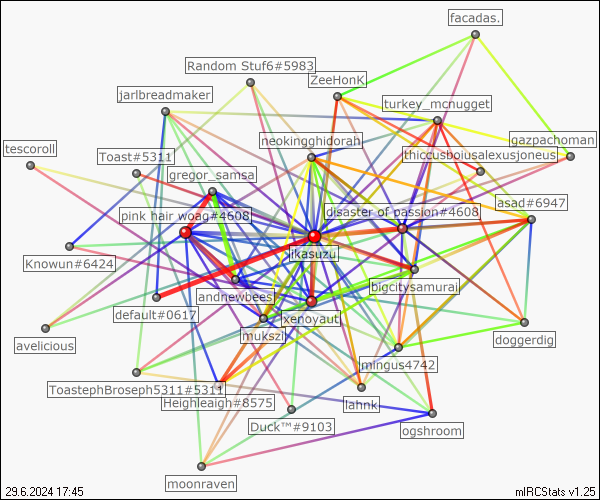 facadas.
Random Stuf6#5983
ZeeHonK
jarlbreadmaker
turkey_mcnugget
neokingghidorah
gazpachoman
tescoroll
Toast#5311
thiccusboiusalexusjoneus
gregor_samsa
asad#6947
pink hair woag#4608
disaster of passion#4608
ikasuzu
Knowun#6424
bigcitysamurai
andnewbees
default#0617
xenoyaut
mukszi
doggerdig
avelicious
mingus4742
ToastephBroseph5311#5311
Heighleaigh#8575
lahnk
Duck™#9103
ogshroom
moonraven
29.6.2024 17:45
mIRCStats v1.25